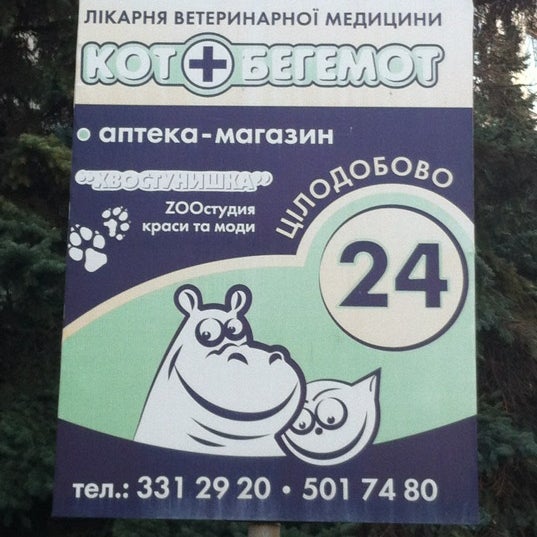 ЛІКАРНЯ ВЕТЕРИНАРНОЇ МЕДИЦИНИ
КОТ + БЕГЕМОТ
• аптека-магазин
"ХВОСТУНИШКА"
ZOOстудия
краси та моди
ЦІЛОДОБОВО
24
тел.: 331 29 20 • 501 74 80